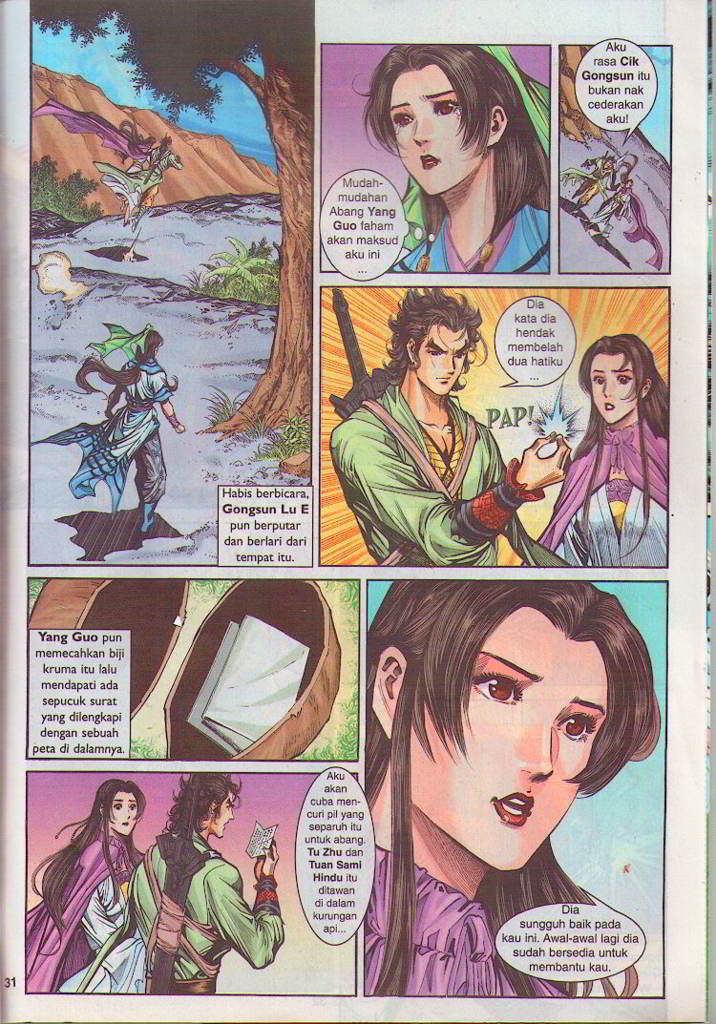 Habis berbicara,
Gongsun Lu E
pun berputar
dan berlari dari
tempat itu.
Mudah-
mudahan
Abang Yang
Guo faham
akan maksud
aku ini
...
Aku
rasa Cik
Gongsun itu
bukan nak
cederakan
aku!
Dia
kata dia
hendak
membelah
dua hatiku
...
PAP!
Yang Guo pun
memecahkan biji
kruma itu lalu
mendapati ada
sepucuk surat
yang dilengkapi
dengan sebuah
peta di dalamnya.
Aku
akan
cuba men-
curi pil yang
separuh itu
untuk abang.
Tu Zhu dan
Tuan Sami
Hindu itu
ditawan
di dalam
kurungan
api...
Dia
sungguh baik pada
kau ini. Awal-awal lagi dia
sudah bersedia untuk
membantu kau.
31